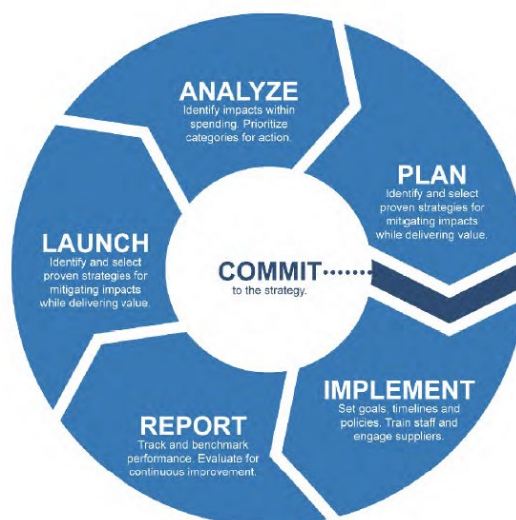 ANALYZE
Identify impacts within
spending. Prioritize
categories for action.
PLAN
Identify and select
proven strategies for
mitigating impacts
while delivering value.
LAUNCH
Identify and select
proven strategies for
mitigating impacts
while delivering value.
COMMIT
to the strategy.
IMPLEMENT
Set goals, timelines and
policies. Train staff and
engage suppliers.
REPORT
Track and benchmark
performance. Evaluate for
continuous improvement.